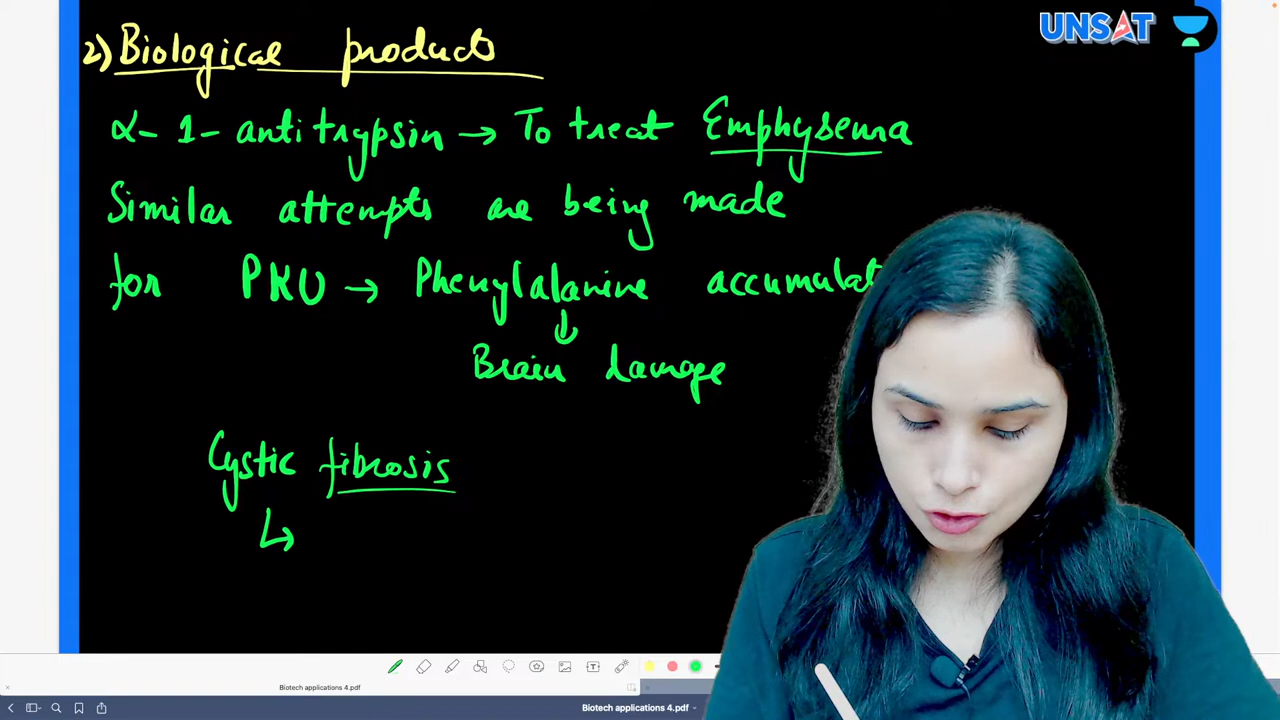 UNSAT
2) Biological products
α-1-antitrypsin → To treat Emphysema
Similar attempts are being made
for PKU → Phenylalanine accumulat
↓
Brain damage
Cystic fibrosis
↳
Biotech applications 4.pdf
Biotech applications 4.pdf